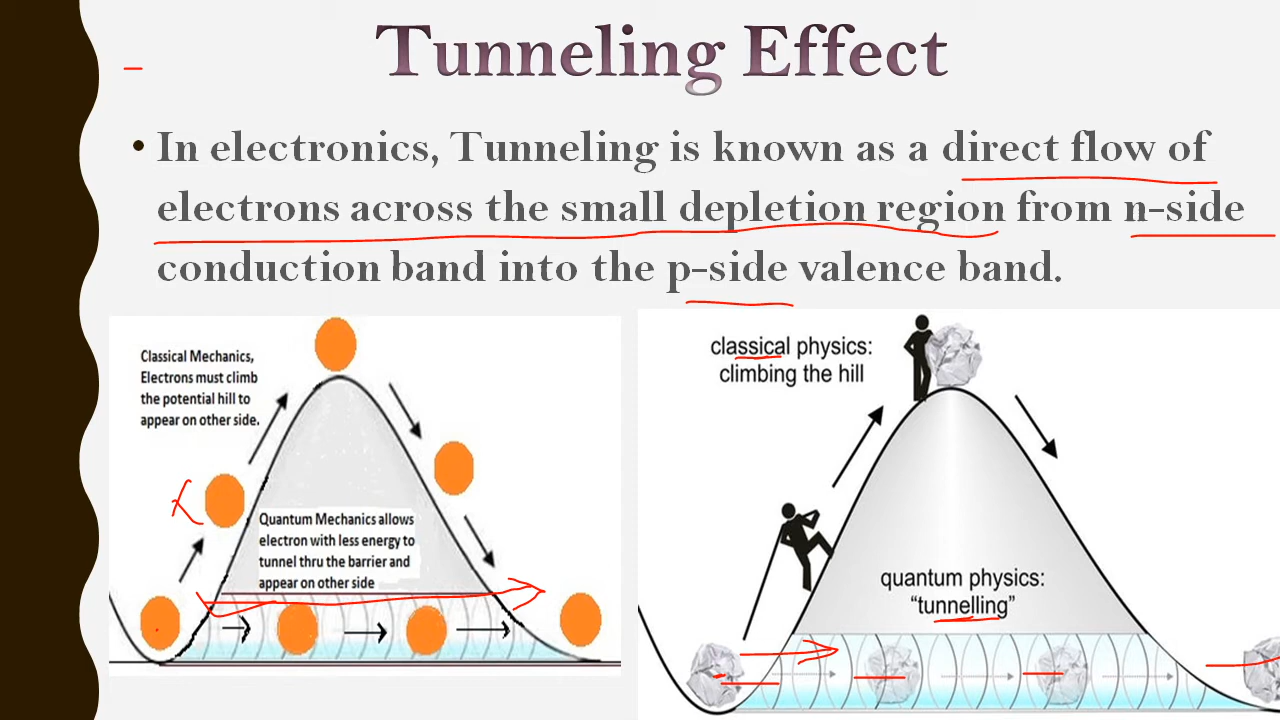 Tunneling Effect
• In electronics, Tunneling is known as a direct flow of
electrons across the small depletion region from n-side
conduction band into the p-side valence band.
Classical Mechanics,
Electrons must climb
the potential hill to
appear on other side.
Quantum Mechanics allows
electron with less energy to
tunnel thru the barrier and
appear on other side
classical physics:
climbing the hill
quantum physics:
“tunnelling”